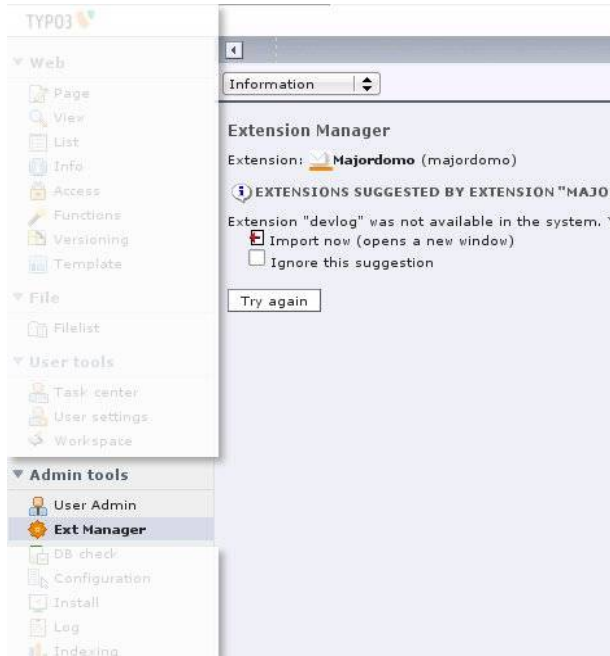 TYPO3
Web
Page
View
List
Info
Access
Functions
Versioning
Template
File
Filelist
User tools
Task center
User settings
Workspace
Admin tools
User Admin
Ext Manager
DB check
Configuration
Install
Log
Indexing
Information
Extension Manager
Extension: Majordomo (majordomo)
EXTENSIONS SUGGESTED BY EXTENSION "MAJO
Extension "devlog" was not available in the system.
Import now (opens a new window)
Ignore this suggestion
Try again